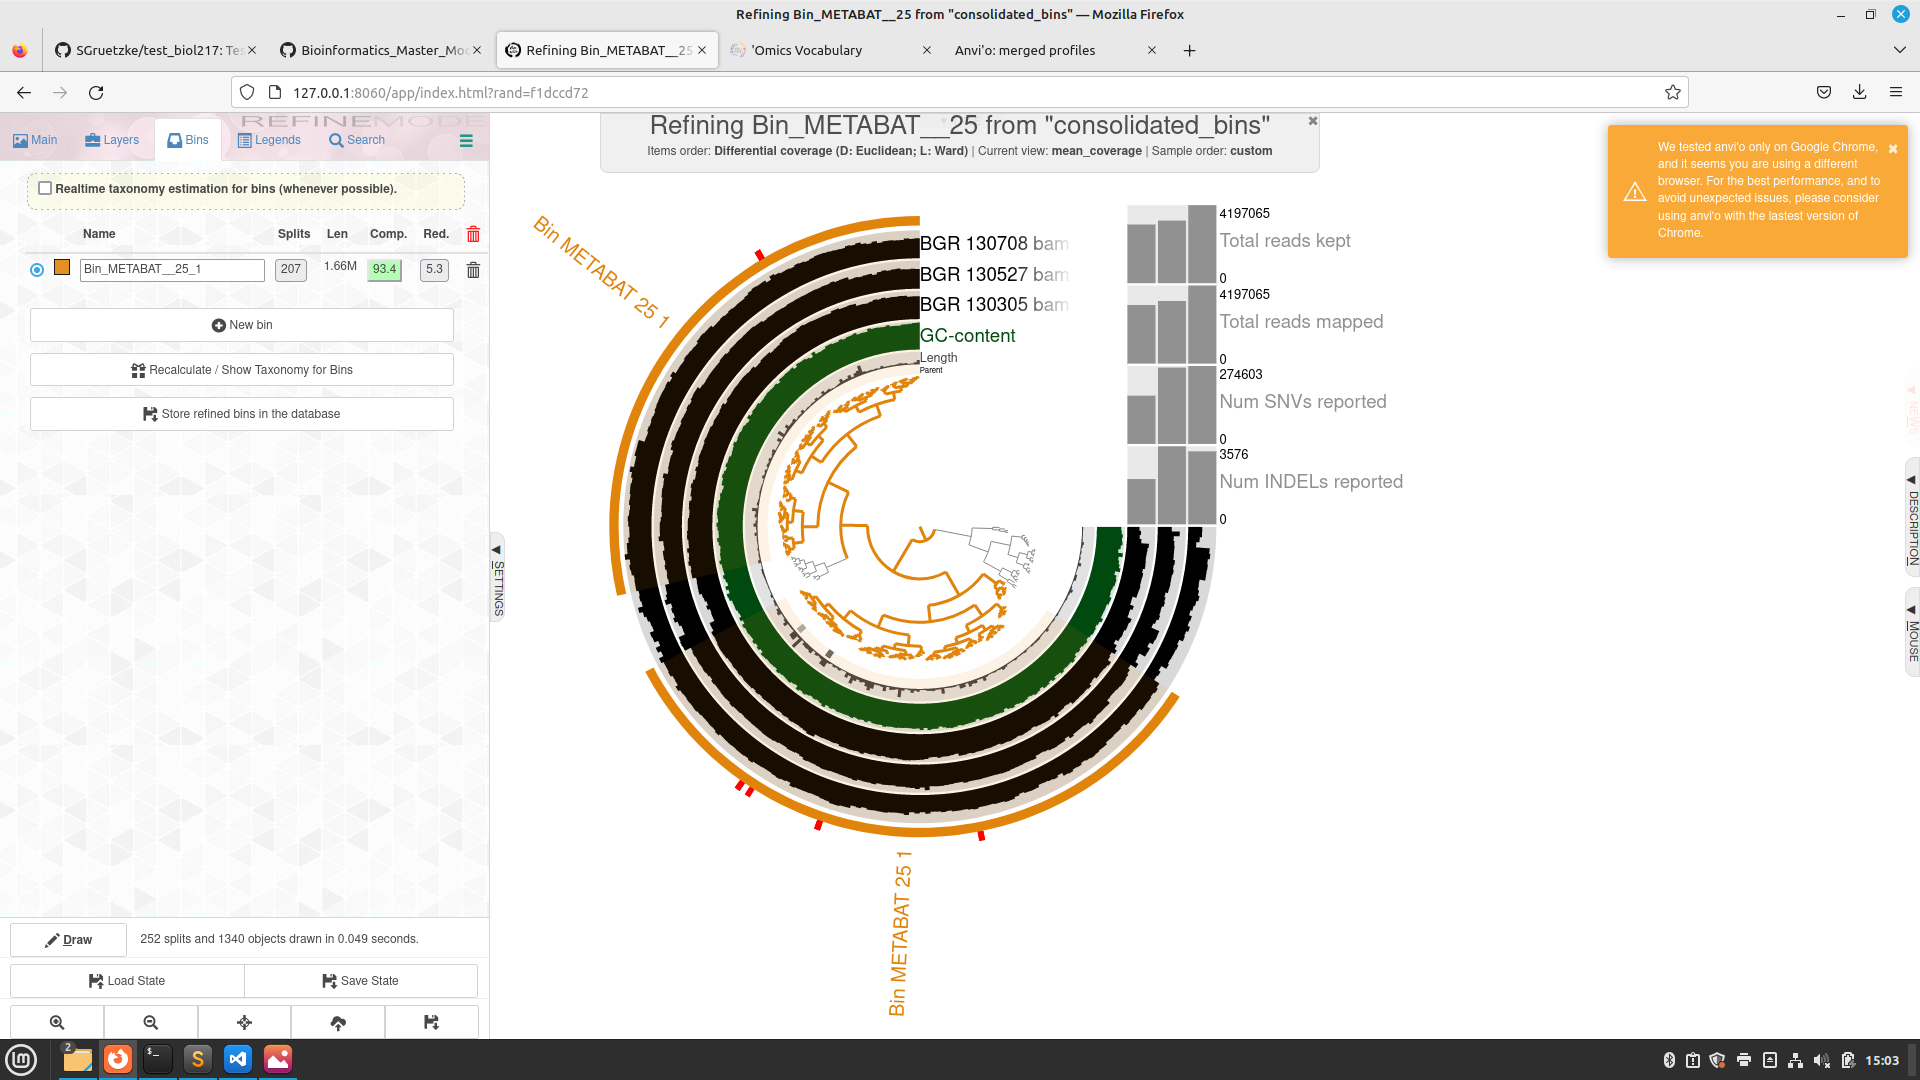 Refining Bin_METABAT__25 from "consolidated_bins" — Mozilla Firefox
SGruetzke/test_biol217: Tes
Bioinformatics_Master_Mod
Refining Bin_METABAT__25
'Omics Vocabulary
Anvi'o: merged profiles
127.0.0.1:8060/app/index.html?rand=f1dccd72
REFINE MODE
Main
Layers
Bins
Legends
Search
Realtime taxonomy estimation for bins (whenever possible).
Name Splits Len Comp. Red.
Bin_METABAT__25_1 207 1.66M 93.4 5.3
New bin
Recalculate / Show Taxonomy for Bins
Store refined bins in the database
Draw
252 splits and 1340 objects drawn in 0.049 seconds.
Load State
Save State
SETTINGS
Refining Bin_METABAT__25 from "consolidated_bins"
Items order: Differential coverage (D: Euclidean; L: Ward) | Current view: mean_coverage | Sample order: custom
Bin METABAT 25 1
BGR 130708 bam
BGR 130527 bam
BGR 130305 bam
GC-content
Length
Parent
4197065
Total reads kept
0
4197065
Total reads mapped
0
274603
Num SNVs reported
0
3576
Num INDELs reported
0
Bin METABAT 25 1
We tested anvi'o only on Google Chrome,
and it seems you are using a different
browser. For the best performance, and to
avoid unexpected issues, please consider
using anvi'o with the lastest version of
Chrome.
NEWS
DESCRIPTION
MOUSE
2
15:03